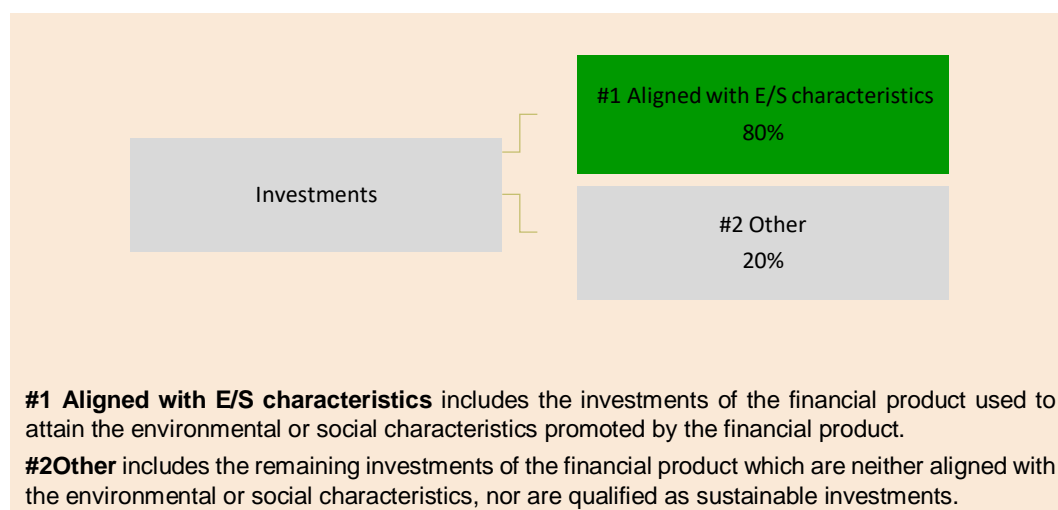 #1 Aligned with E/S characteristics
80%
Investments
#2 Other
20%
#1 Aligned with E/S characteristics includes the investments of the financial product used to
attain the environmental or social characteristics promoted by the financial product.
#2Other includes the remaining investments of the financial product which are neither aligned with
the environmental or social characteristics, nor are qualified as sustainable investments.